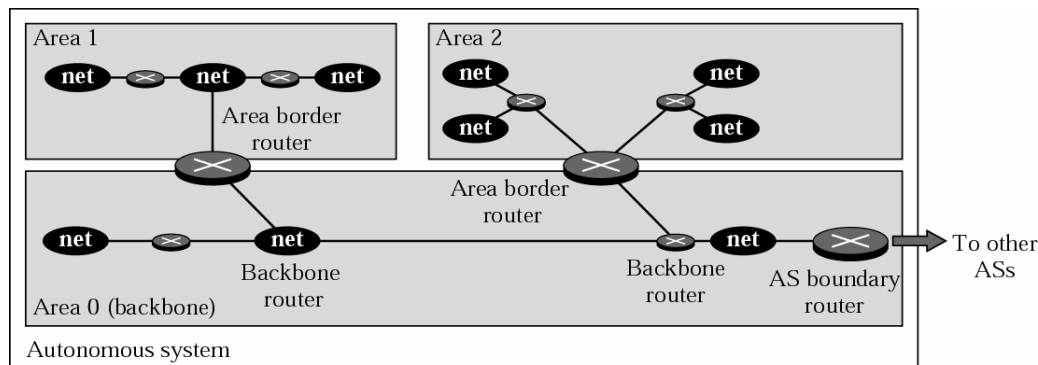 Area 1
net
net
net
Area border
router
Area 2
net
net
net
net
Area border
router
net
net
net
Backbone
router
Backbone
router
AS boundary
router
To other
ASs
Area 0 (backbone)
Autonomous system